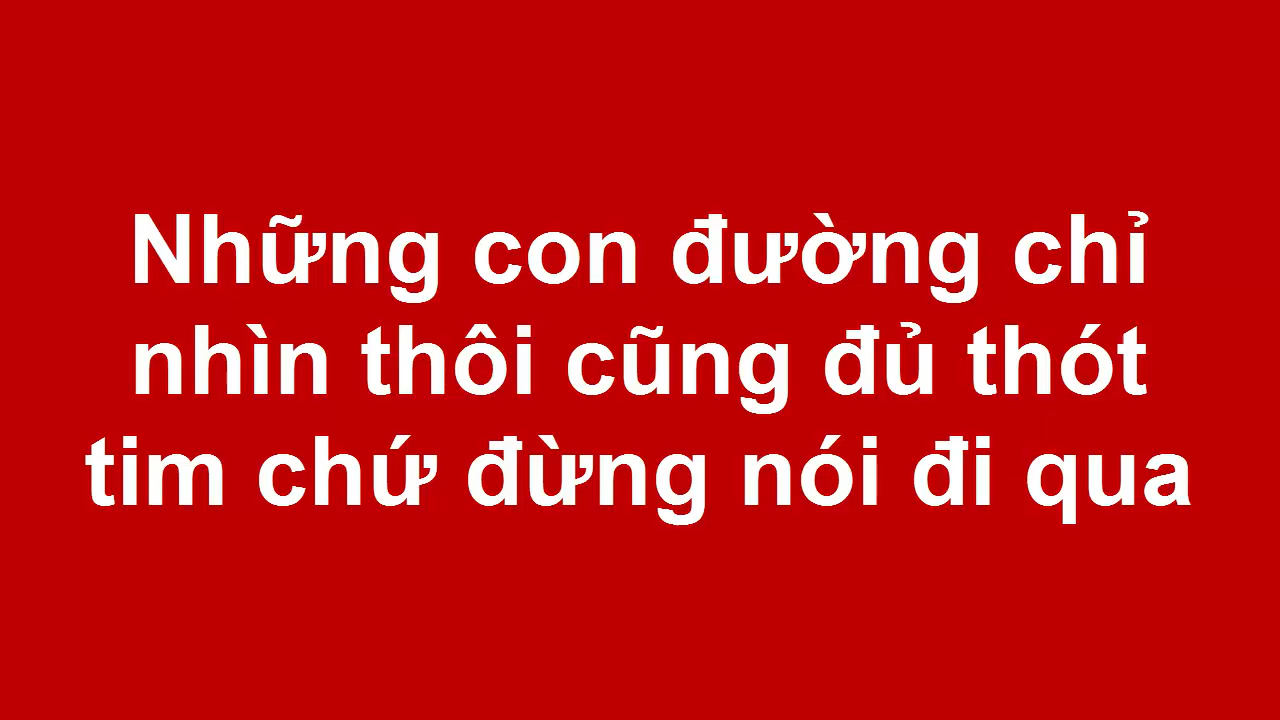 Những con đường chỉ
nhìn thôi cũng đủ thót
tim chứ đừng nói đi qua